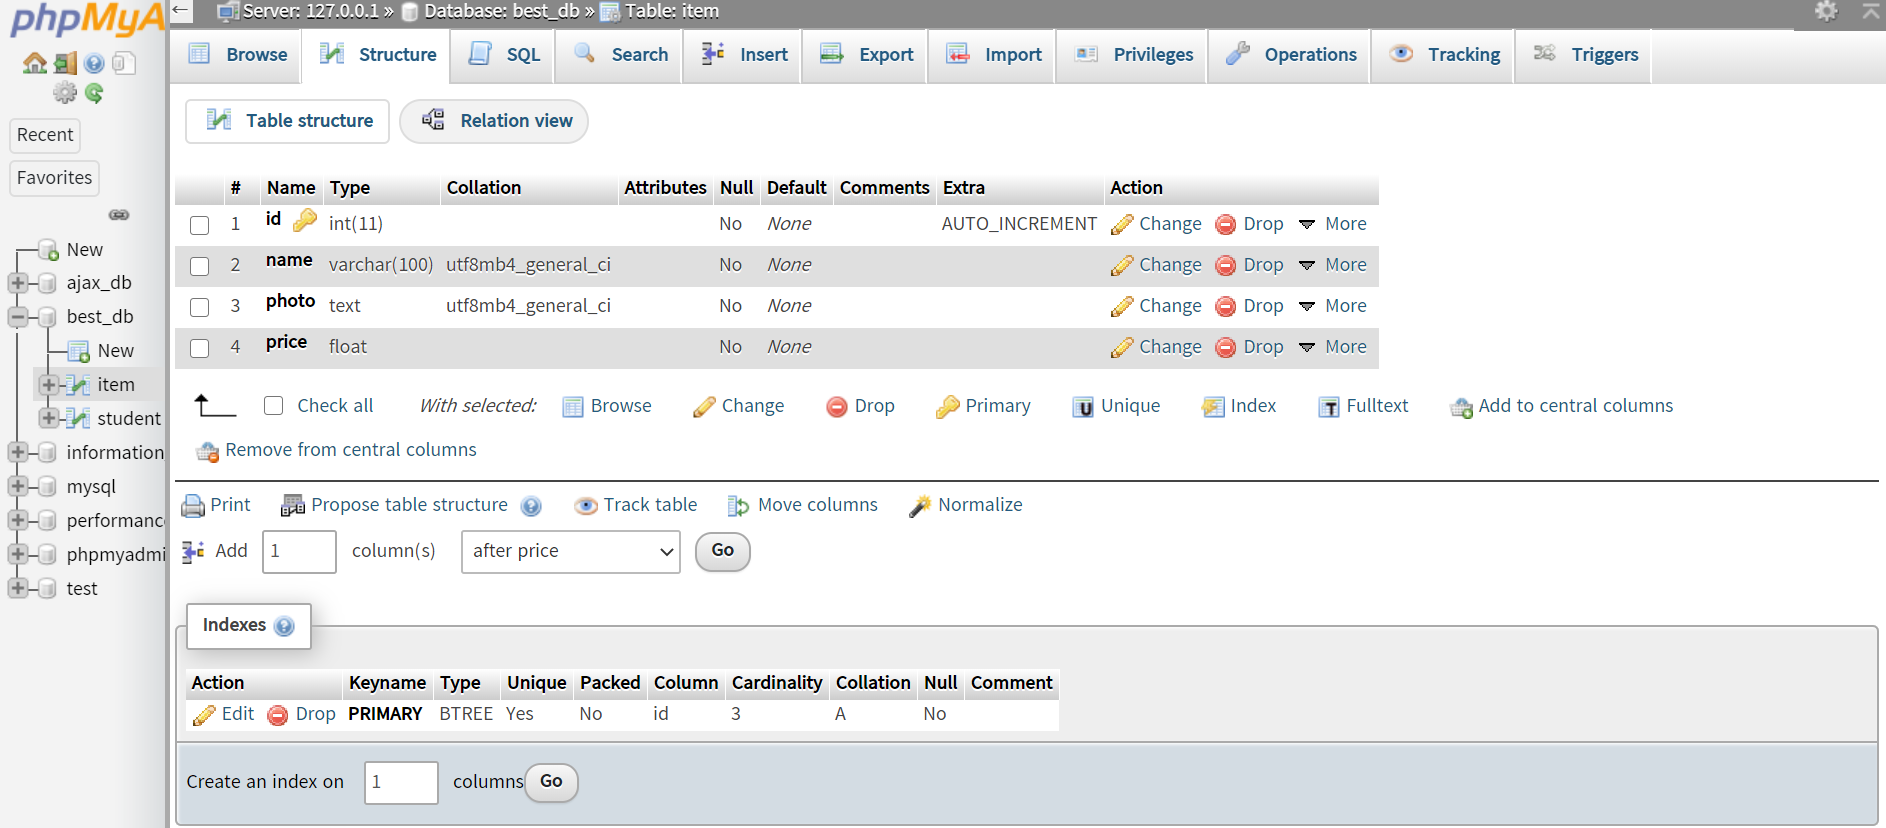 phpMyA
Server: 127.0.0.1 » Database: best_db » Table: item
Browse Structure SQL Search Insert Export Import Privileges Operations Tracking Triggers
Table structure Relation view
Recent
Favorites
New
ajax_db
best_db
New
item
student
information
mysql
performanc
phpmyadmi
test
# Name Type Collation Attributes Null Default Comments Extra Action
1 id int(11) No None AUTO_INCREMENT Change Drop More
2 name varchar(100) utf8mb4_general_ci No None Change Drop More
3 photo text utf8mb4_general_ci No None Change Drop More
4 price float No None Change Drop More
Check all With selected: Browse Change Drop Primary Unique Index Fulltext Add to central columns
Remove from central columns
Print Propose table structure Track table Move columns Normalize
Add 1 column(s) after price Go
Indexes
Action Keyname Type Unique Packed Column Cardinality Collation Null Comment
Edit Drop PRIMARY BTREE Yes No id 3 A No
Create an index on 1 columns Go